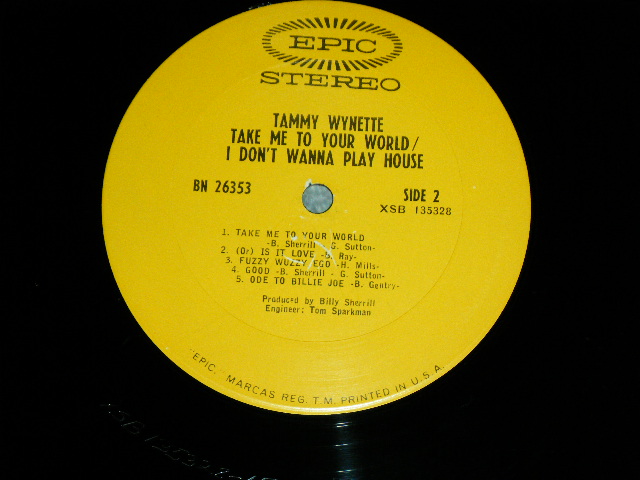 EPIC
STEREO
TAMMY WYNETTE
TAKE ME TO YOUR WORLD/
I DON'T WANNA PLAY HOUSE
BN 26353
SIDE 2
XSB 135328
1. TAKE ME TO YOUR WORLD
-B. Sherrill - G. Sutton-
2. (Or) IS IT LOVE -G. Ray-
3. FUZZY WUZZY EGO -H. Mills-
4. GOOD -B. Sherrill - G. Sutton-
5. ODE TO BILLIE JOE -B. Gentry-
Produced by Billy Sherrill
Engineer: Tom Sparkman
"EPIC." MARCAS REG. T.M. PRINTED IN U.S.A.